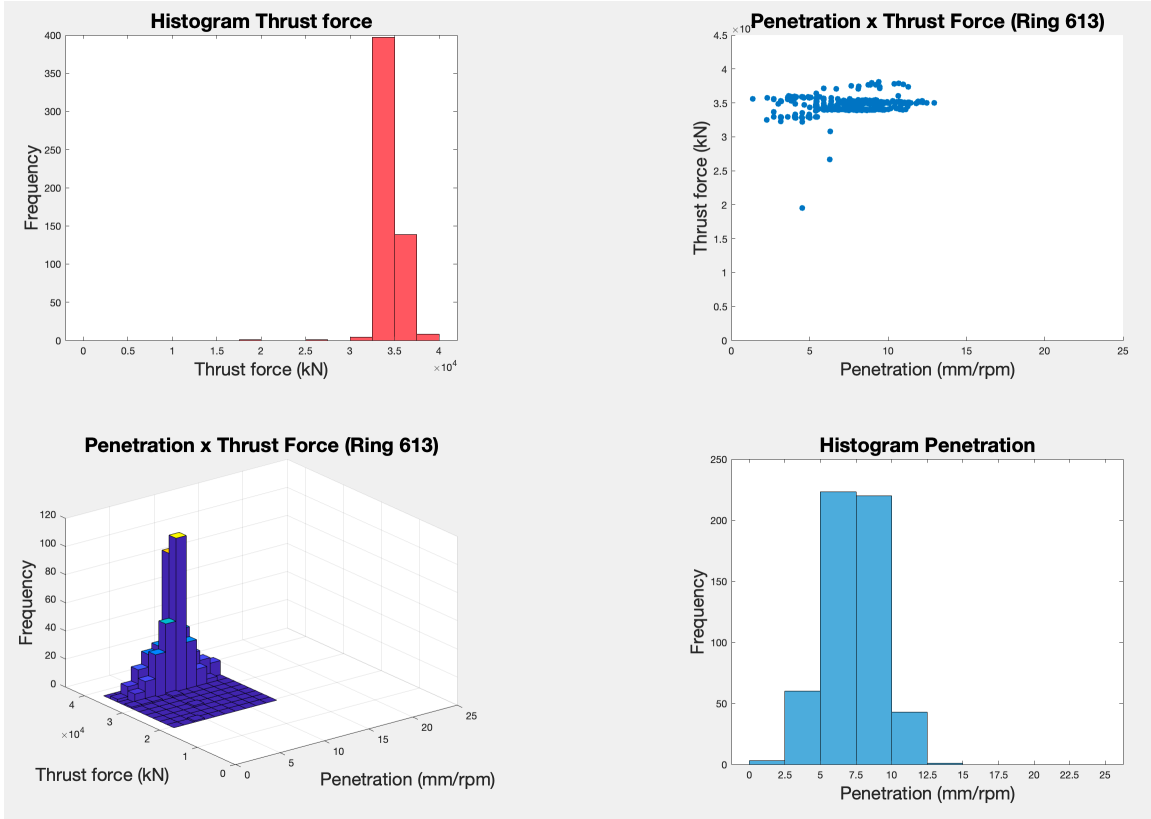 Histogram Thrust force
400
350
300
250
200
150
100
50
0
Frequency
0 0.5 1 1.5 2 2.5 3 3.5 4
×10⁴
Thrust force (kN)
Penetration x Thrust Force (Ring 613)
×10⁴
4.5
4
3.5
3
2.5
2
1.5
1
0.5
0
Thrust force (kN)
0 5 10 15 20 25
Penetration (mm/rpm)
Penetration x Thrust Force (Ring 613)
120
100
80
60
40
20
0
Frequency
4
3
2
1
0
×10⁴
Thrust force (kN)
0 5 10 15 20 25
Penetration (mm/rpm)
Histogram Penetration
250
200
150
100
50
0
Frequency
0 2.5 5 7.5 10 12.5 15 17.5 20 22.5 25
Penetration (mm/rpm)